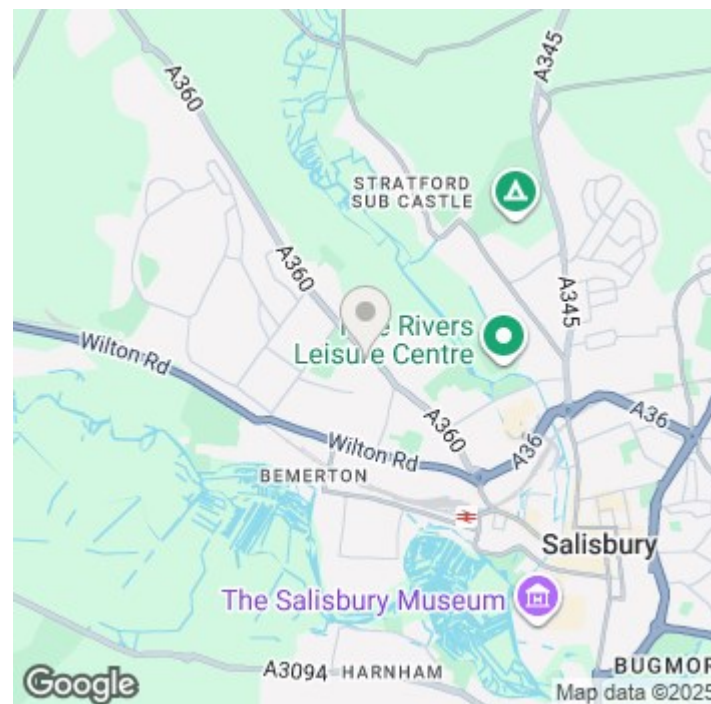 A360
A345
STRATFORD
SUB CASTLE
A360
A345
Rivers
Leisure Centre
Wilton Rd
A360
A36
A36
Wilton Rd
BEMERTON
Salisbury
The Salisbury Museum
A3094
HARNHAM
BUGMOR
Google
Map data ©2025